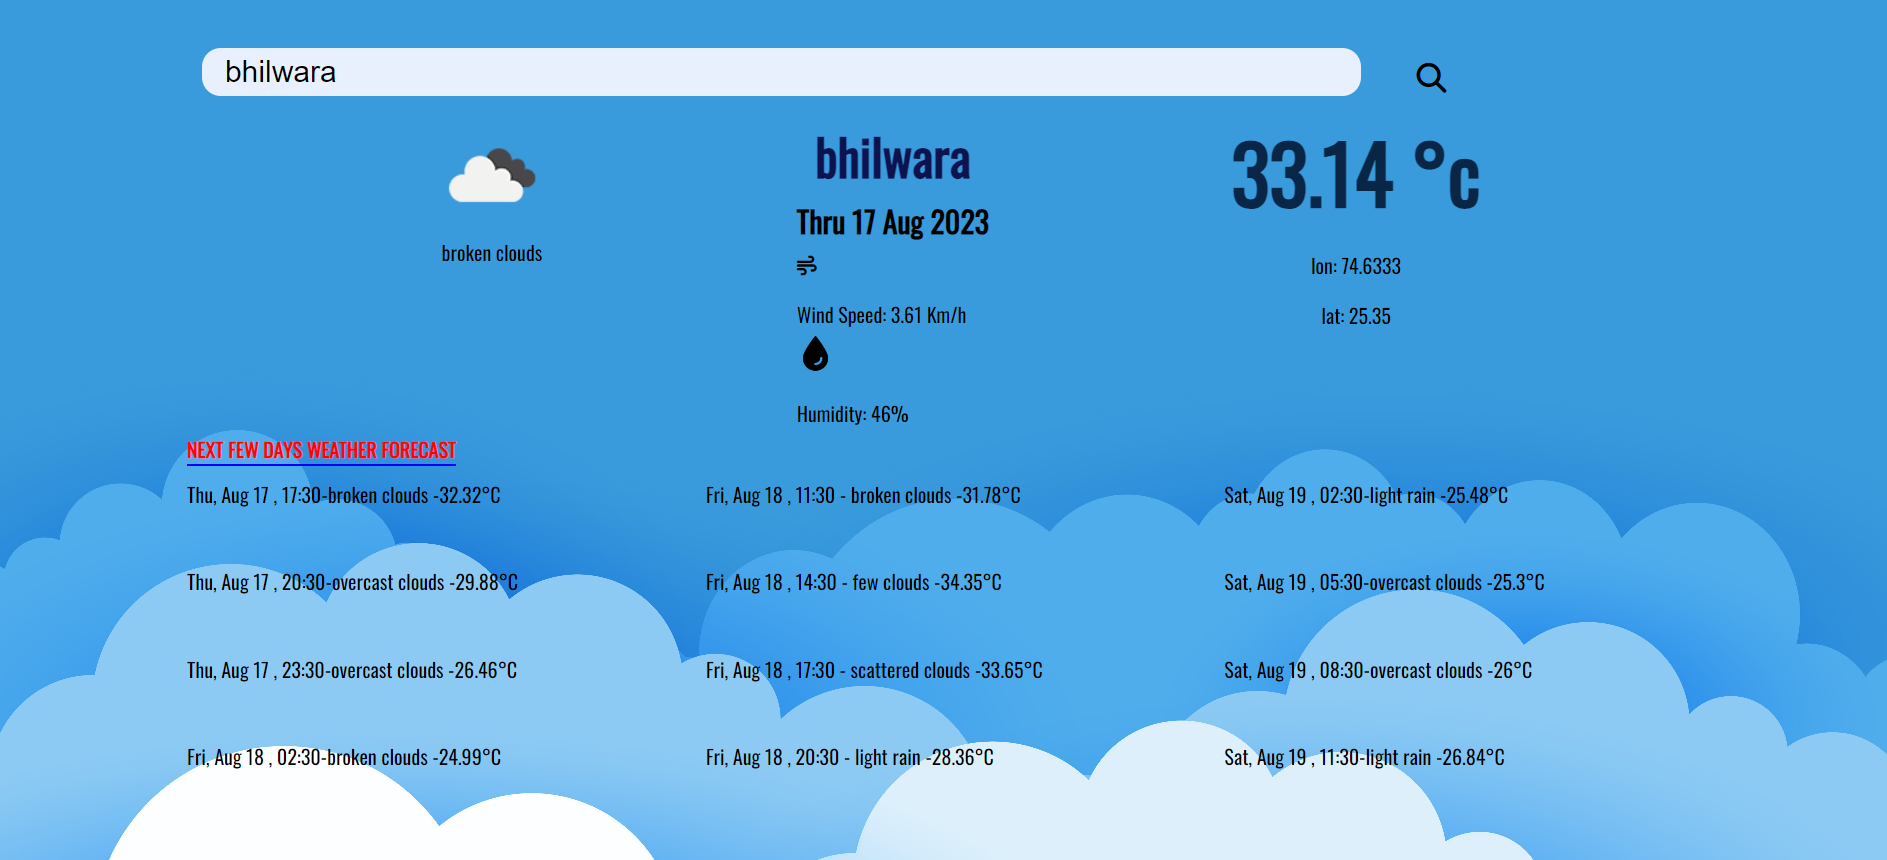 bhilwara
broken clouds
bhilwara
Thru 17 Aug 2023
Wind Speed: 3.61 Km/h
Humidity: 46%
33.14 °c
lon: 74.6333
lat: 25.35
NEXT FEW DAYS WEATHER FORECAST
Thu, Aug 17 , 17:30-broken clouds -32.32°C
Thu, Aug 17 , 20:30-overcast clouds -29.88°C
Thu, Aug 17 , 23:30-overcast clouds -26.46°C
Fri, Aug 18 , 02:30-broken clouds -24.99°C
Fri, Aug 18 , 11:30 - broken clouds -31.78°C
Fri, Aug 18 , 14:30 - few clouds -34.35°C
Fri, Aug 18 , 17:30 - scattered clouds -33.65°C
Fri, Aug 18 , 20:30 - light rain -28.36°C
Sat, Aug 19 , 02:30-light rain -25.48°C
Sat, Aug 19 , 05:30-overcast clouds -25.3°C
Sat, Aug 19 , 08:30-overcast clouds -26°C
Sat, Aug 19 , 11:30-light rain -26.84°C